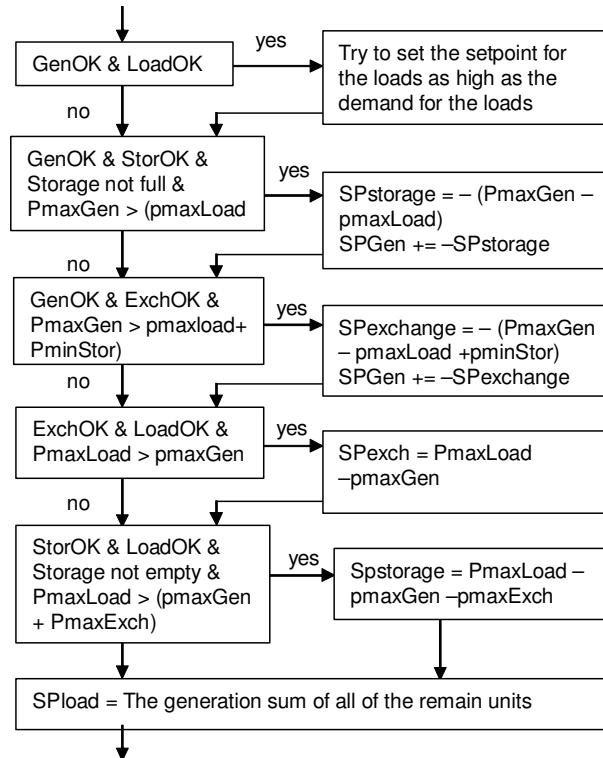 yes
GenOK & LoadOK
Try to set the setpoint for
the loads as high as the
demand for the loads
no
GenOK & StorOK &
Storage not full &
PmaxGen > (pmaxLoad
yes
SPstorage = – (PmaxGen –
pmaxLoad)
SPGen += –SPstorage
no
GenOK & ExchOK &
PmaxGen > pmaxload+
PminStor)
yes
SPexchange = – (PmaxGen
– pmaxLoad +pminStor)
SPGen += –SPexchange
no
ExchOK & LoadOK &
PmaxLoad > pmaxGen
yes
SPexch = PmaxLoad
–pmaxGen
no
StorOK & LoadOK &
Storage not empty &
PmaxLoad > (pmaxGen
+ PmaxExch)
yes
Spstorage = PmaxLoad –
pmaxGen –pmaxExch
SPload = The generation sum of all of the remain units